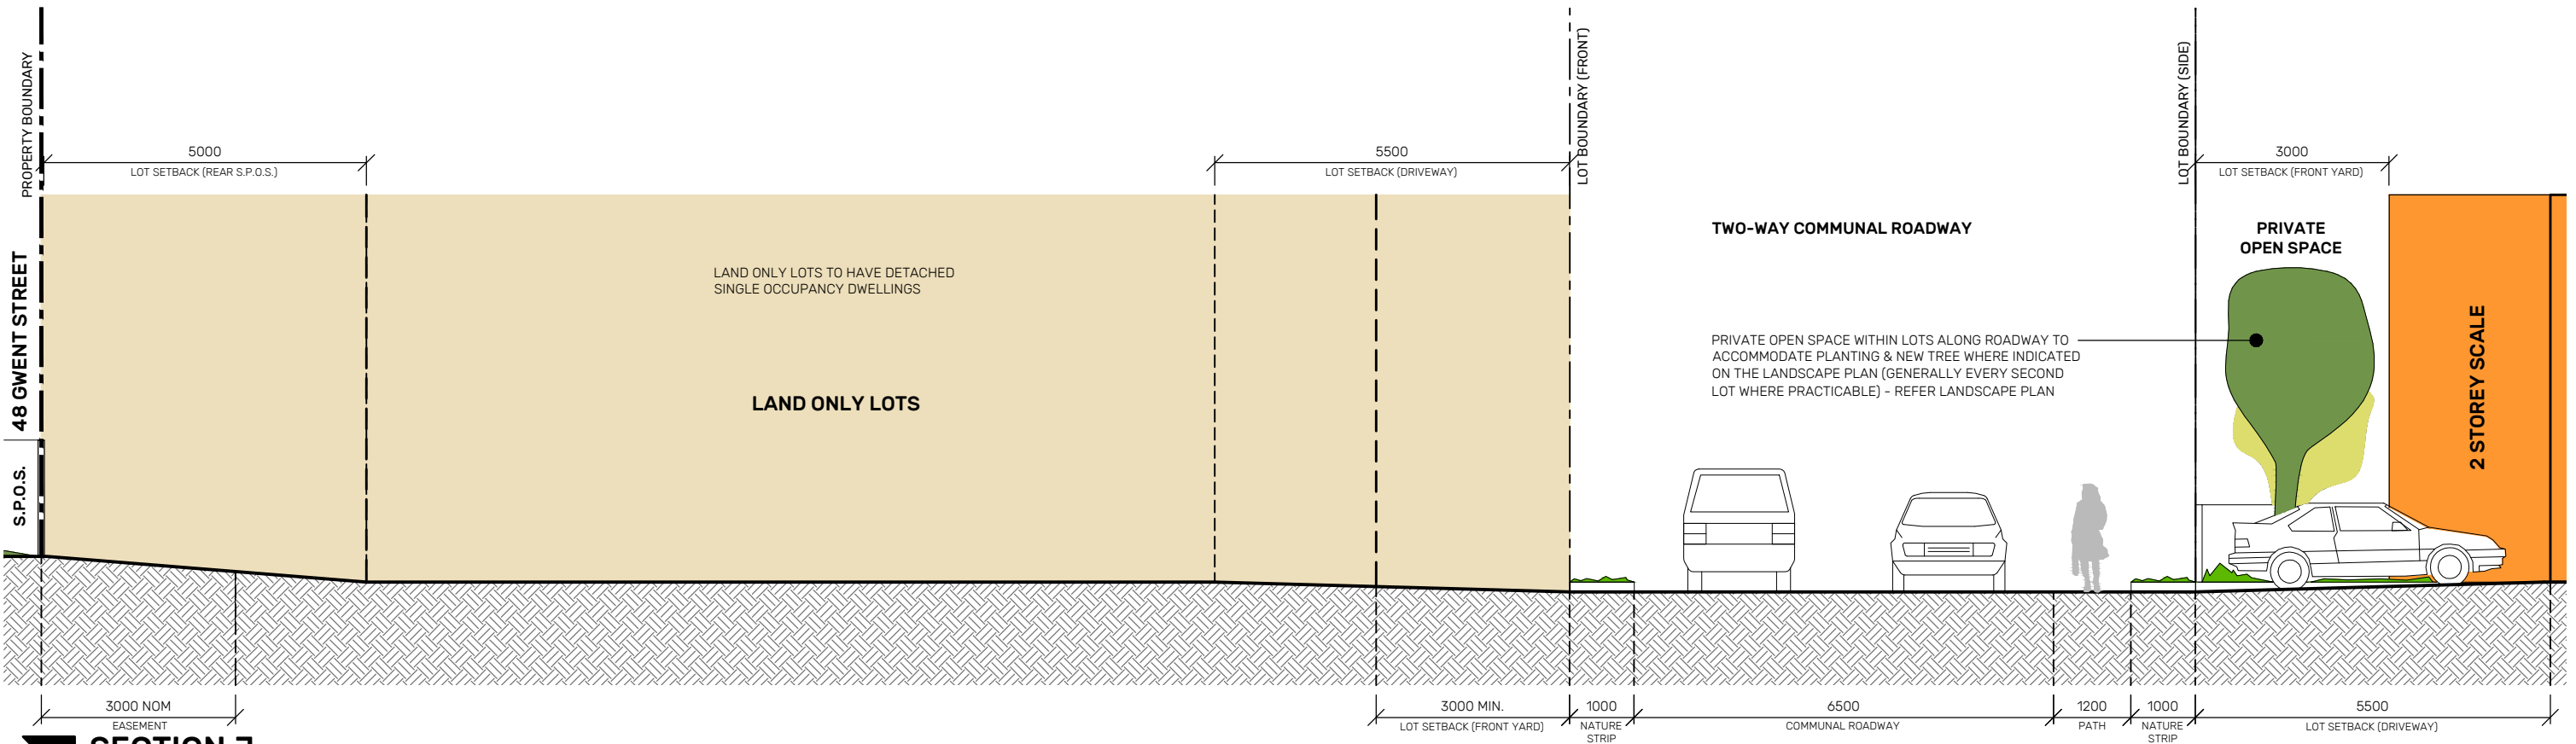 PROPERTY BOUNDARY
48 GWENT STREET
S.P.O.S.
5000
LOT SETBACK (REAR S.P.O.S.)
LAND ONLY LOTS TO HAVE DETACHED
SINGLE OCCUPANCY DWELLINGS
LAND ONLY LOTS
5500
LOT SETBACK (DRIVEWAY)
LOT BOUNDARY (FRONT)
TWO-WAY COMMUNAL ROADWAY
PRIVATE OPEN SPACE WITHIN LOTS ALONG ROADWAY TO
ACCOMMODATE PLANTING & NEW TREE WHERE INDICATED
ON THE LANDSCAPE PLAN (GENERALLY EVERY SECOND
LOT WHERE PRACTICABLE) - REFER LANDSCAPE PLAN
LOT BOUNDARY (SIDE)
3000
LOT SETBACK (FRONT YARD)
PRIVATE
OPEN SPACE
2 STOREY SCALE
3000 NOM
EASEMENT
3000 MIN.
LOT SETBACK (FRONT YARD)
1000
NATURE
STRIP
6500
COMMUNAL ROADWAY
1200
PATH
1000
NATURE
STRIP
5500
LOT SETBACK (DRIVEWAY)
SECTION